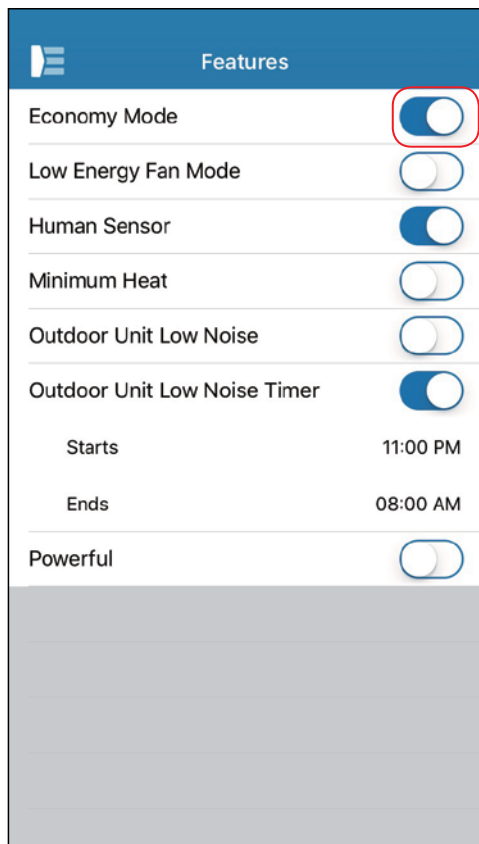 Features
Economy Mode
Low Energy Fan Mode
Human Sensor
Minimum Heat
Outdoor Unit Low Noise
Outdoor Unit Low Noise Timer
Starts 11:00 PM
Ends 08:00 AM
Powerful